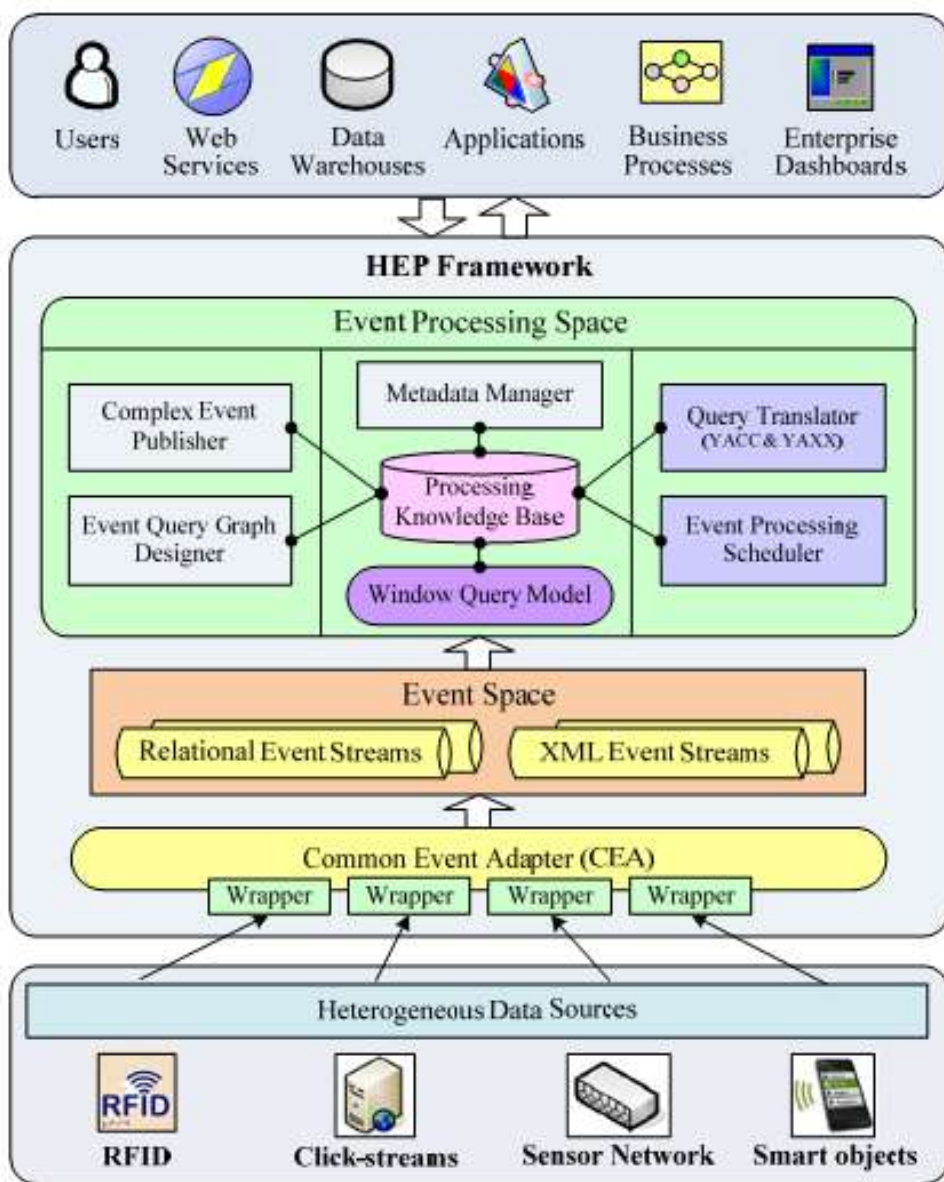 Users
Web
Services
Data
Warehouses
Applications
Business
Processes
Enterprise
Dashboards
HEP Framework
Event Processing Space
Complex Event
Publisher
Event Query Graph
Designer
Metadata Manager
Processing
Knowledge Base
Window Query Model
Query Translator
(YACC & YAXX)
Event Processing
Scheduler
Event Space
Relational Event Streams
XML Event Streams
Common Event Adapter (CEA)
Wrapper
Wrapper
Wrapper
Wrapper
Heterogeneous Data Sources
RFID
RFID
Click-streams
Sensor Network
Smart objects